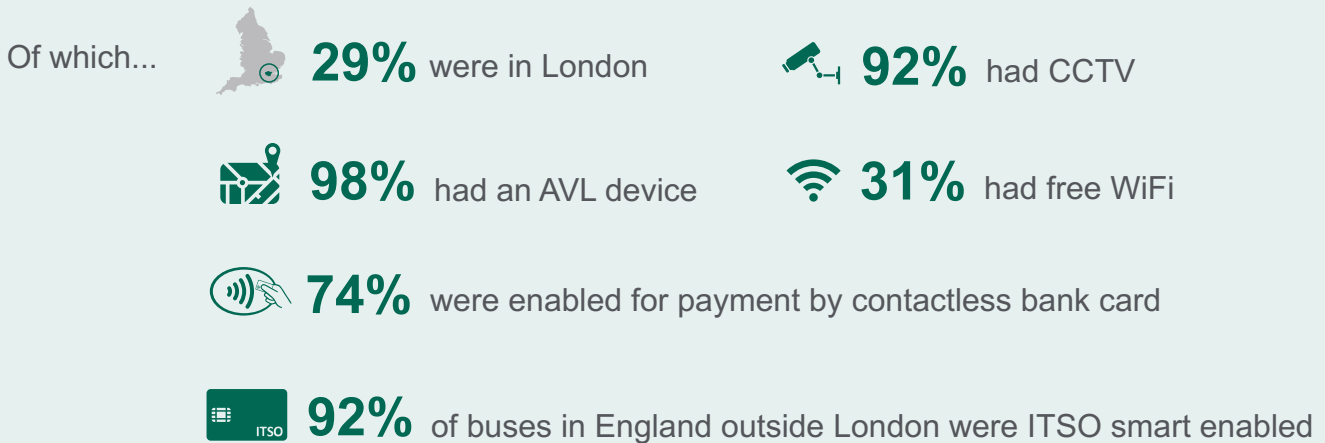 Of which... 29% were in London 92% had CCTV
98% had an AVL device 31% had free WiFi
74% were enabled for payment by contactless bank card
ITSO 92% of buses in England outside London were ITSO smart enabled